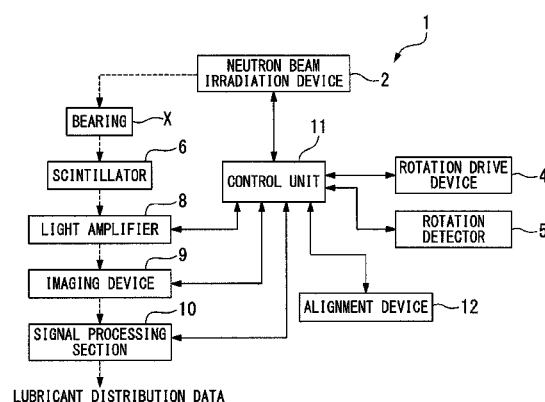 1
NEUTRON BEAM
IRRADIATION DEVICE
2
BEARING
X
11
6
SCINTILLATOR
CONTROL UNIT
ROTATION DRIVE
DEVICE
4
8
LIGHT AMPLIFIER
ROTATION
DETECTOR
5
9
IMAGING DEVICE
10
ALIGNMENT DEVICE
12
SIGNAL PROCESSING
SECTION
LUBRICANT DISTRIBUTION DATA